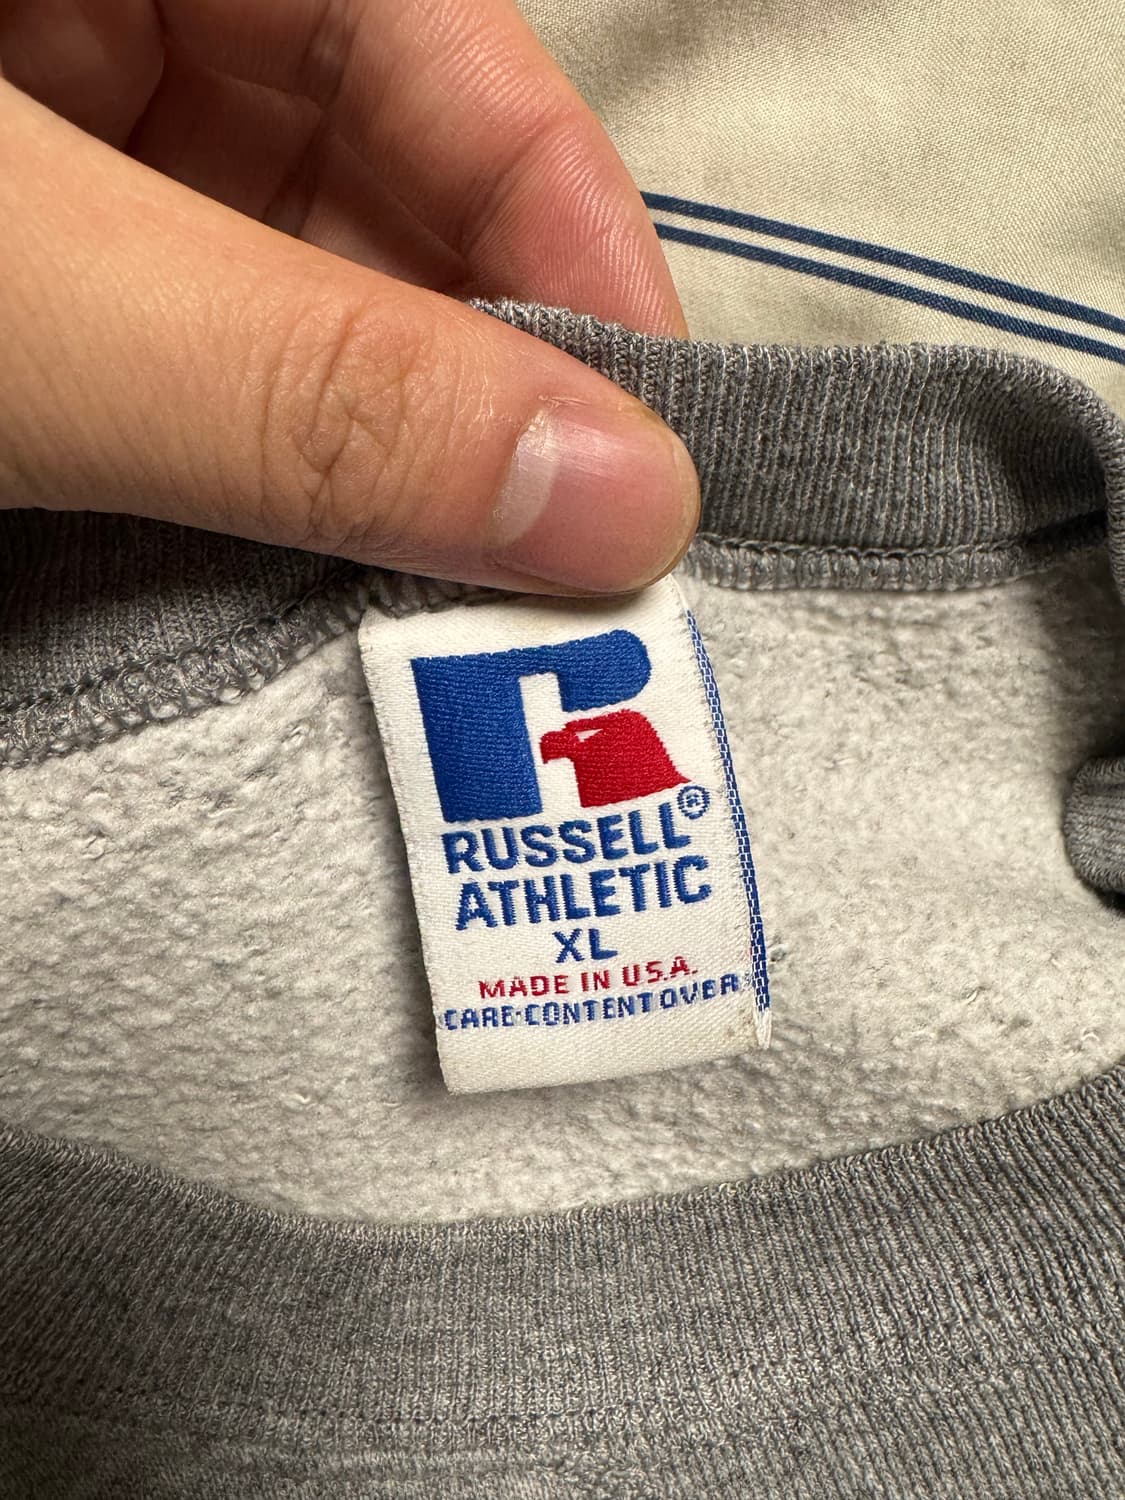 RUSSELL®
ATHLETIC
XL
MADE IN U.S.A.
CARE·CONTENT OVER